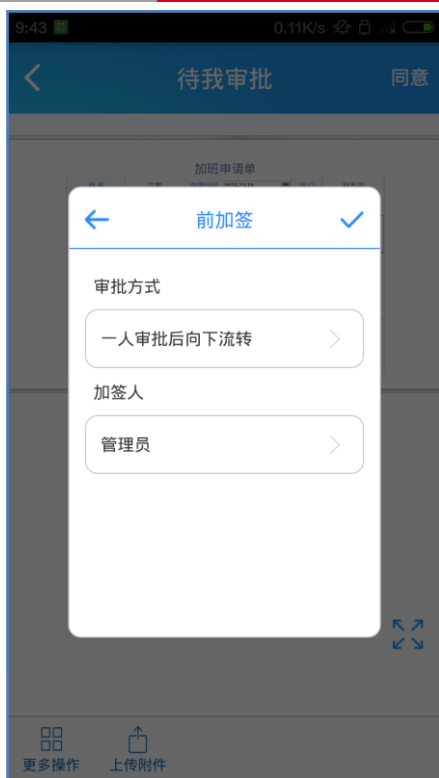 9:43
0.11K/s
待我审批
同意
加班申请单
前加签
审批方式
一人审批后向下流转
加签人
管理员
更多操作
上传附件